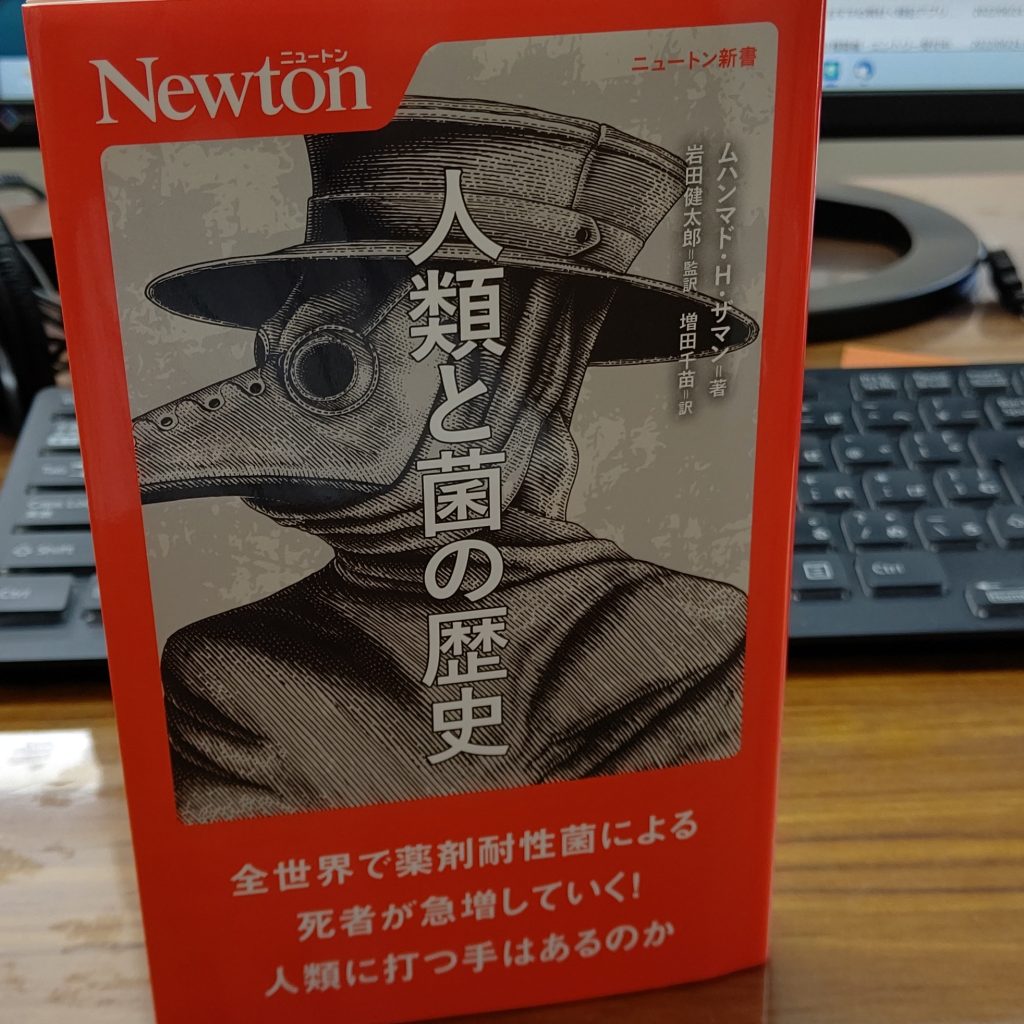 ニュートン
Newton
ニュートン新書
ムハンマド・H・ザマン=著
岩田健太郎=監訳 増田千苗=訳
人類と菌の歴史
全世界で薬剤耐性菌による
死者が急増していく!
人類に打つ手はあるのか
Shift
Ctrl
Ctrl